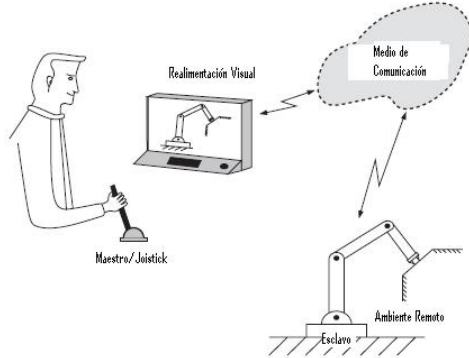 Medio de
Comunicación
Realimentación Visual
Maestro/Joistick
Ambiente Remoto
Esclavo